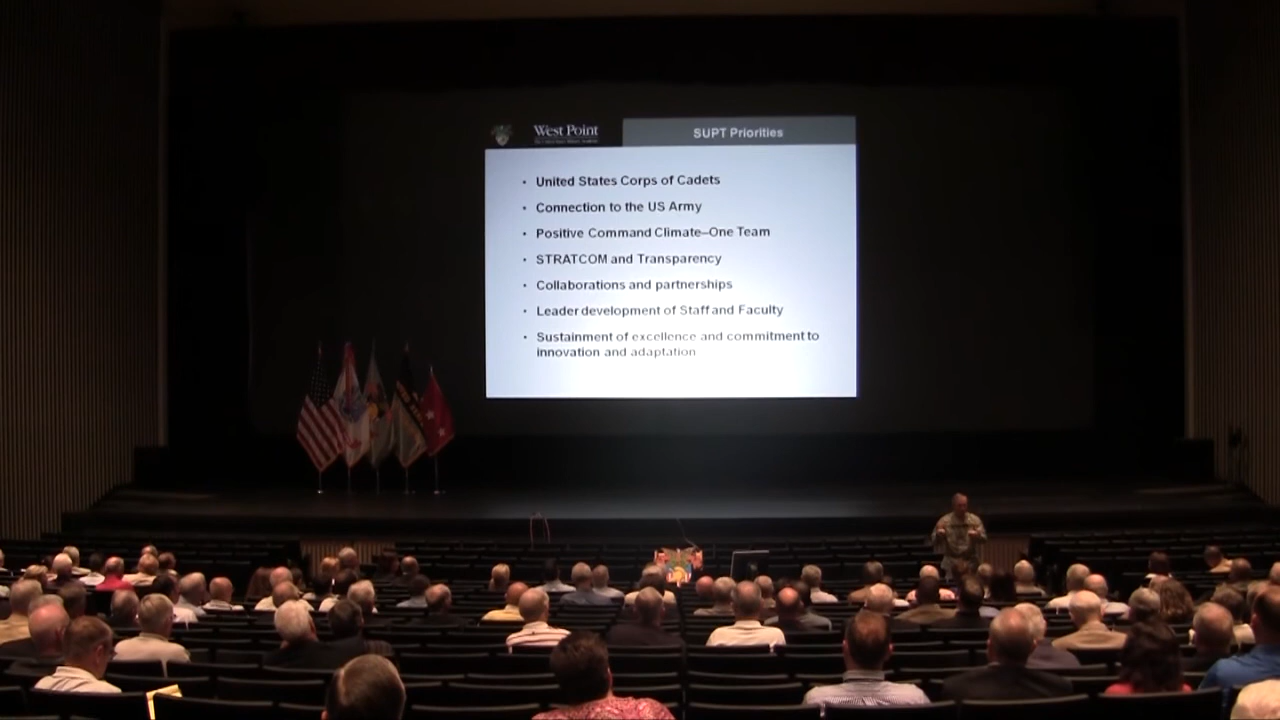 West Point
SUPT Priorities
• United States Corps of Cadets
• Connection to the US Army
• Positive Command Climate–One Team
• STRATCOM and Transparency
• Collaborations and partnerships
• Leader development of Staff and Faculty
• Sustainment of excellence and commitment to
innovation and adaptation